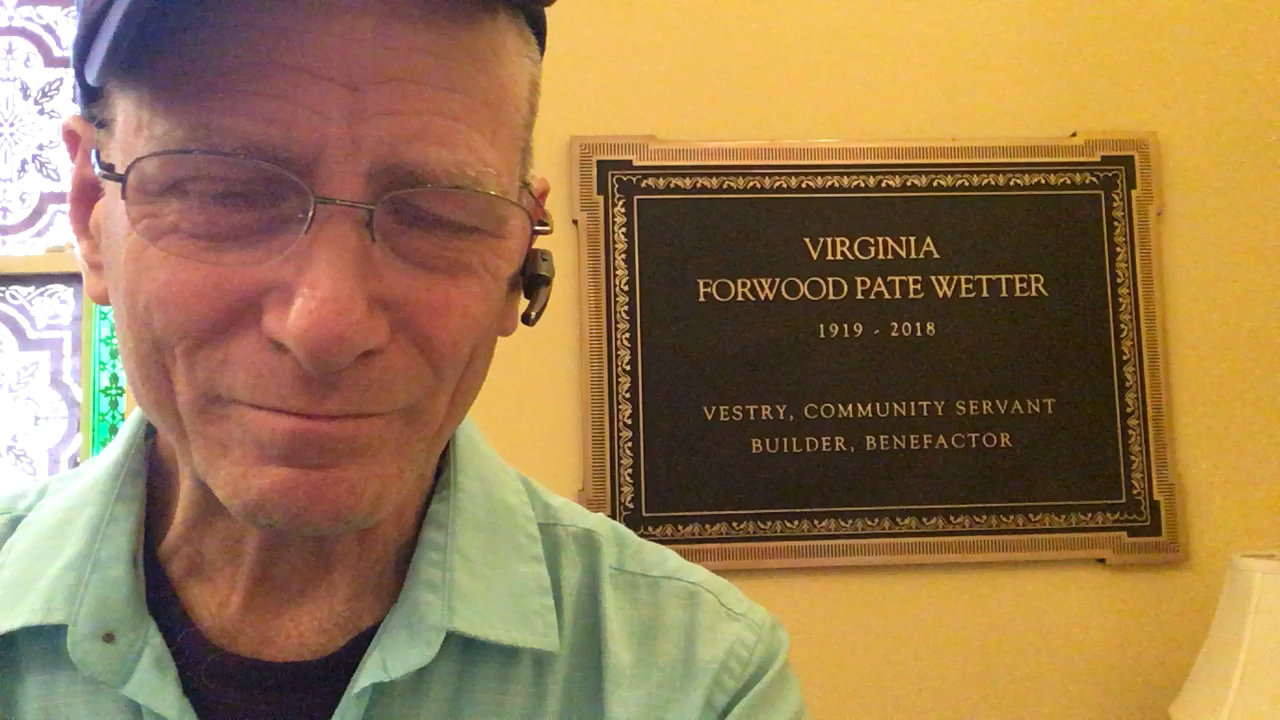 VIRGINIA
FORWOOD PATE WETTER
1919 - 2018
VESTRY, COMMUNITY SERVANT
BUILDER, BENEFACTOR